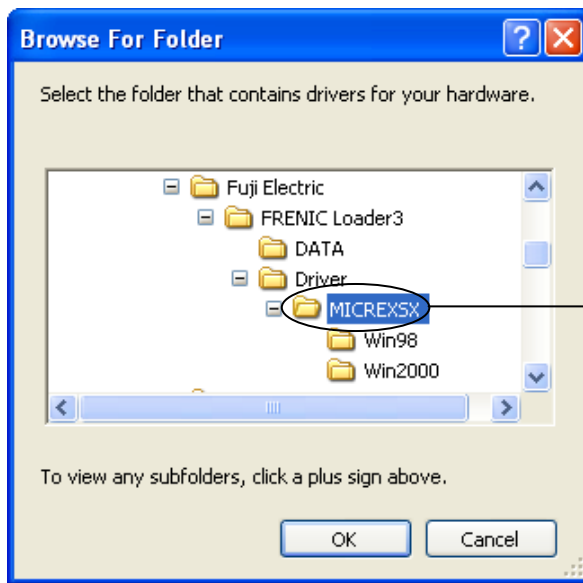 Browse For Folder
Select the folder that contains drivers for your hardware.
Fuji Electric
FRENIC Loader3
DATA
Driver
MICREXSX
Win98
Win2000
To view any subfolders, click a plus sign above.
OK Cancel